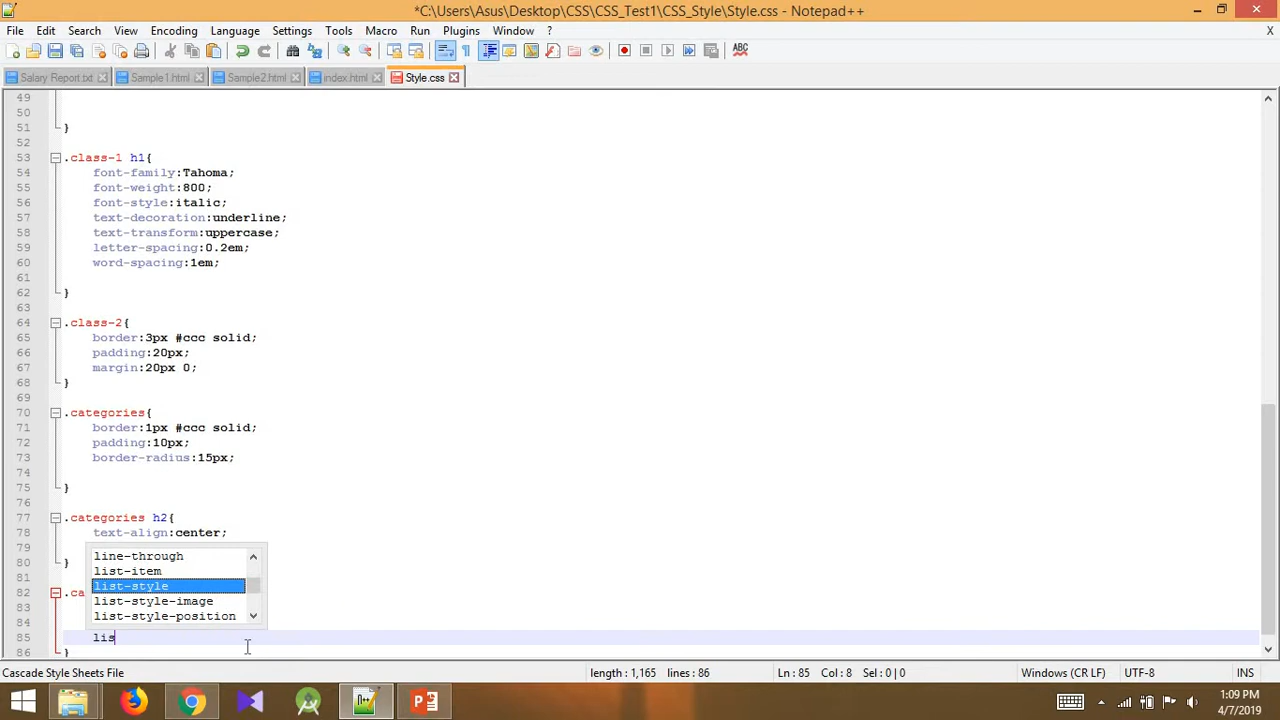 *C:\Users\Asus\Desktop\CSS\CSS_Test1\CSS_Style\Style.css - Notepad++
File Edit Search View Encoding Language Settings Tools Macro Run Plugins Window ? X
ABC
Salary Report.txt Sample1.html Sample2.html index.html Style.css
49
50
51 }
52
53 .class-1 h1{
54 font-family:Tahoma;
55 font-weight:800;
56 font-style:italic;
57 text-decoration:underline;
58 text-transform:uppercase;
59 letter-spacing:0.2em;
60 word-spacing:1em;
61
62 }
63
64 .class-2{
65 border:3px #ccc solid;
66 padding:20px;
67 margin:20px 0;
68 }
69
70 .categories{
71 border:1px #ccc solid;
72 padding:10px;
73 border-radius:15px;
74
75 }
76
77 .categories h2{
78 text-align:center;
79
80 }
81
82 .ca
83
84
85 lis
86 }
line-through
list-item
list-style
list-style-image
list-style-position
Cascade Style Sheets File length : 1,165 lines : 86 Ln : 85 Col : 8 Sel : 0 | 0 Windows (CR LF) UTF-8 INS
1:09 PM
4/7/2019